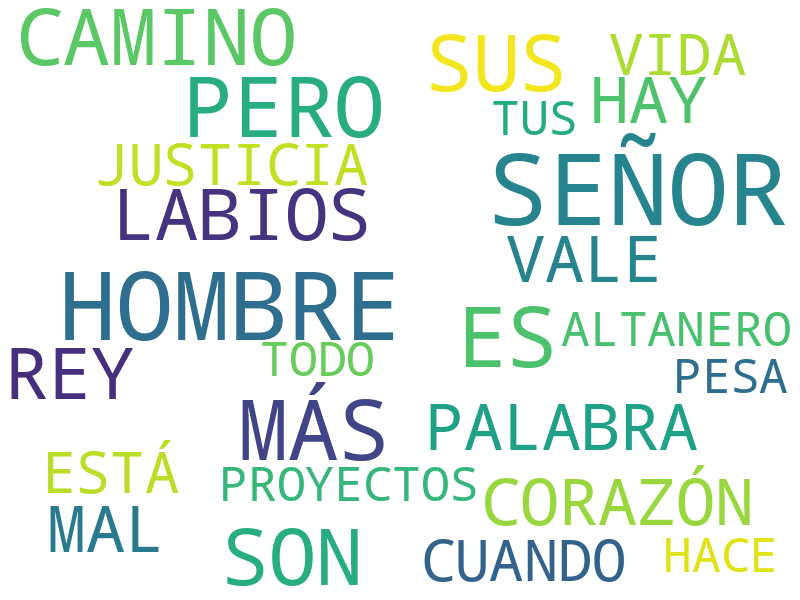 CAMINO
SUS
VIDA
PERO
TUS
HAY
JUSTICIA
SEÑOR
LABIOS
VALE
HOMBRE
ES
ALTANERO
REY
TODO
PESA
MÁS
PALABRA
ESTÁ
PROYECTOS
CORAZÓN
MAL
SON
CUANDO
HACE